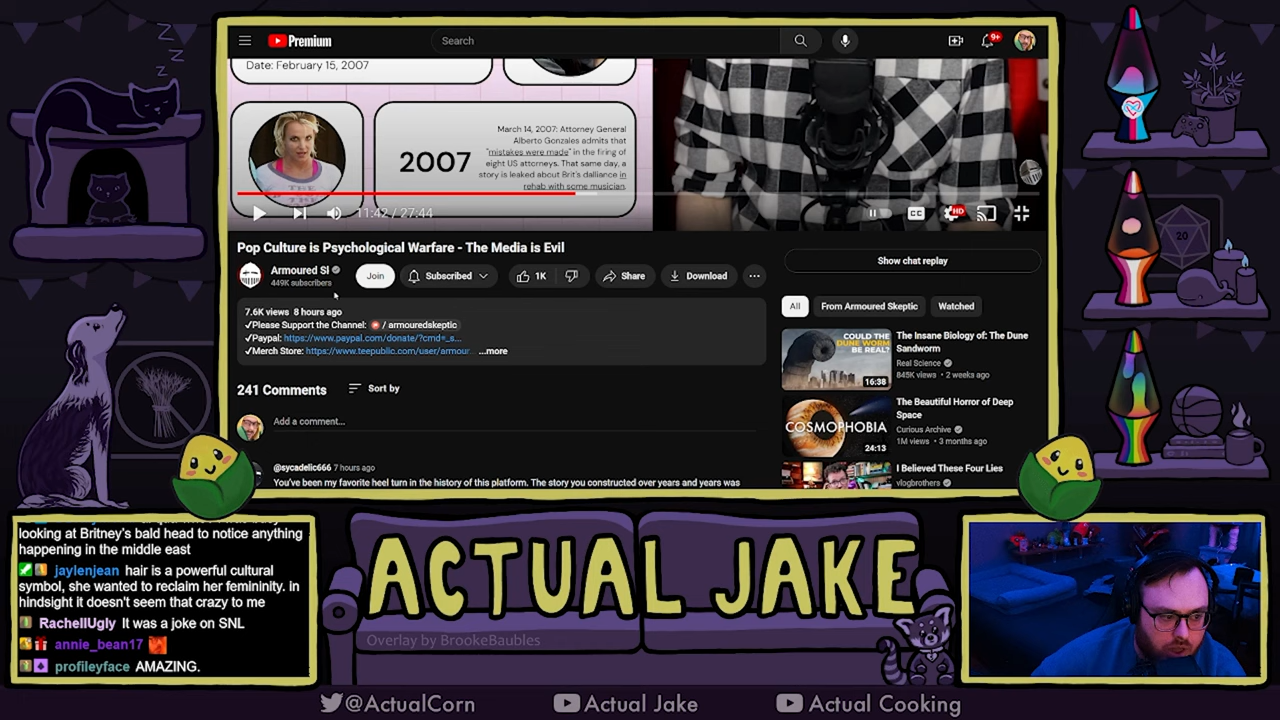 Premium
Search
9+
Date: February 15, 2007
2007
March 14, 2007: Attorney General
Alberto Gonzales admits that
"mistakes were made" in the firing of
eight US attorneys. That same day, a
story is leaked about Brit's dalliance in
rehab with some musician.
11:42 / 27:44
CC
HD
Pop Culture is Psychological Warfare - The Media is Evil
Armoured Sl
449K subscribers
Join
Subscribed
1K
Share
Download
7.6K views 8 hours ago
✓Please Support the Channel: / armouredskeptic
✓Paypal: https://www.paypal.com/donate/?cmd=_s...
✓Merch Store: https://www.teepublic.com/user/armour
...more
241 Comments
Sort by
Add a comment...
@sycadelic666 7 hours ago
You've been my favorite heel turn in the history of this platform. The story you constructed over years and years was
Show chat replay
All
From Armoured Skeptic
Watched
COULD THE
DUNE WORM
BE REAL?
16:38
The Insane Biology of: The Dune
Sandworm
Real Science
845K views • 2 weeks ago
COSMOPHOBIA
24:13
The Beautiful Horror of Deep
Space
Curious Archive
1M views • 3 months ago
I Believed These Four Lies
vlogbrothers
looking at Britney's bald head to notice anything
happening in the middle east
jaylenjean hair is a powerful cultural
symbol, she wanted to reclaim her femininity. in
hindsight it doesn't seem that crazy to me
RachellUgly It was a joke on SNL
annie_bean17
profileyface AMAZING.
ACTUAL JAKE
Overlay by BrookeBaubles
@ActualCorn
Actual Jake
Actual Cooking
Z
Z
Z
Z
20